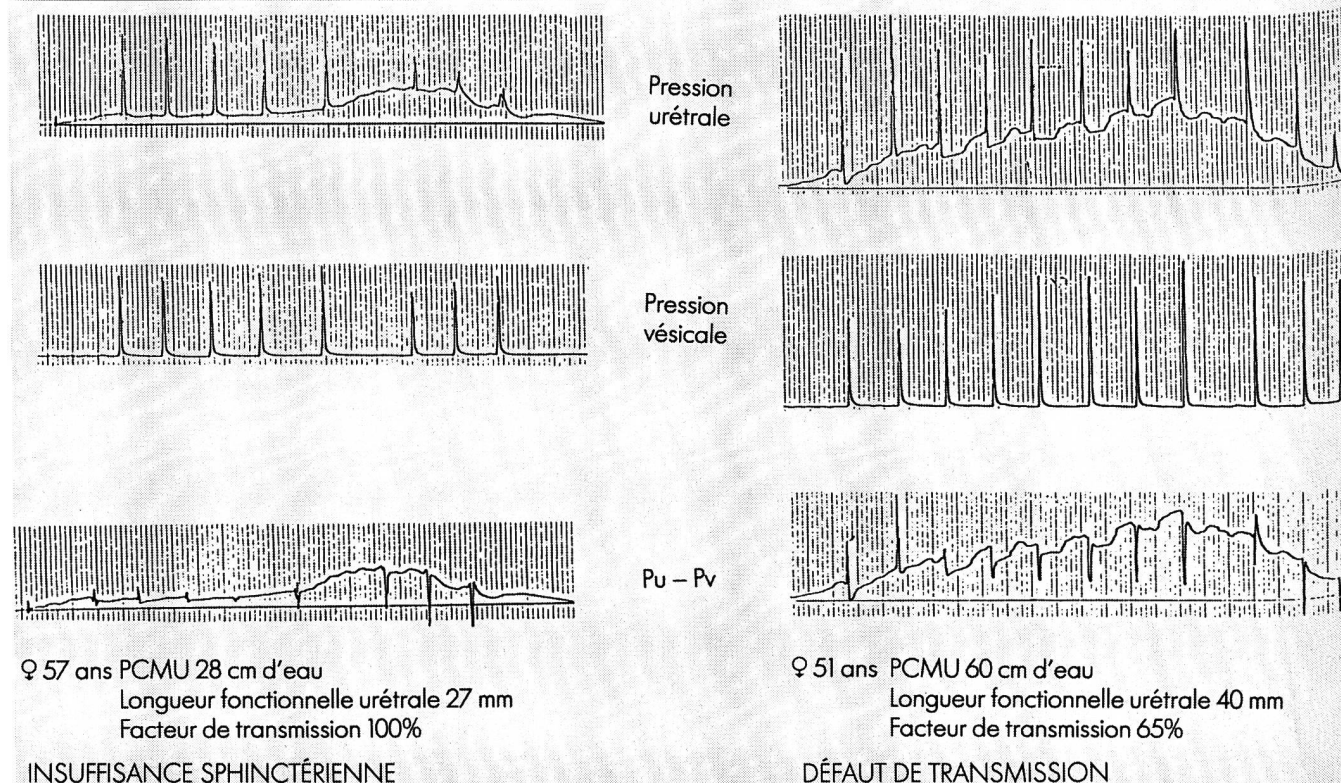 Pression
urétrale
Pression
vésicale
Pu – Pv
♀ 57 ans PCMU 28 cm d'eau
Longueur fonctionnelle urétrale 27 mm
Facteur de transmission 100%
INSUFFISANCE SPHINCTÉRIENNE
♀ 51 ans PCMU 60 cm d'eau
Longueur fonctionnelle urétrale 40 mm
Facteur de transmission 65%
DÉFAUT DE TRANSMISSION